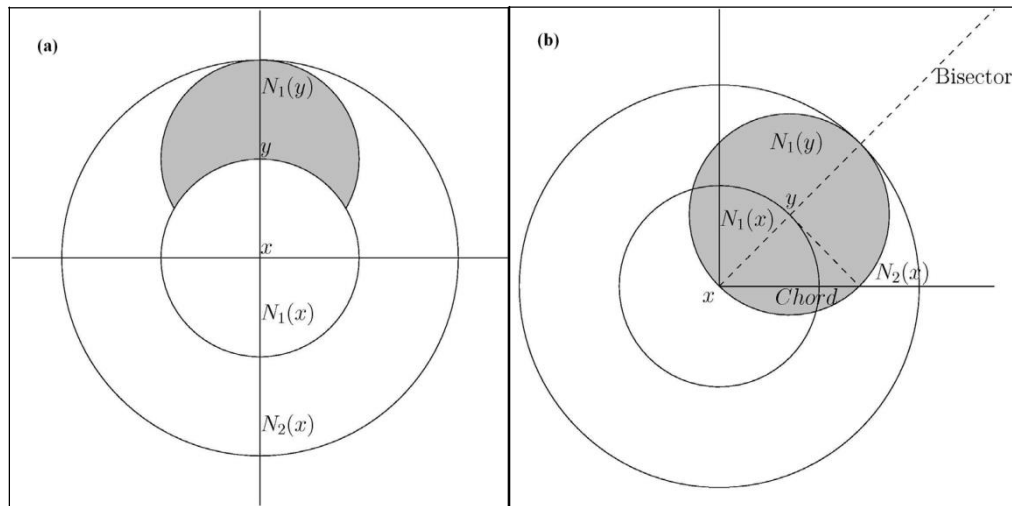 (a)
N₁(y)
y
x
N₁(x)
N₂(x)
(b)
Bisector
N₁(y)
y
N₁(x)
N₂(x)
x
Chord